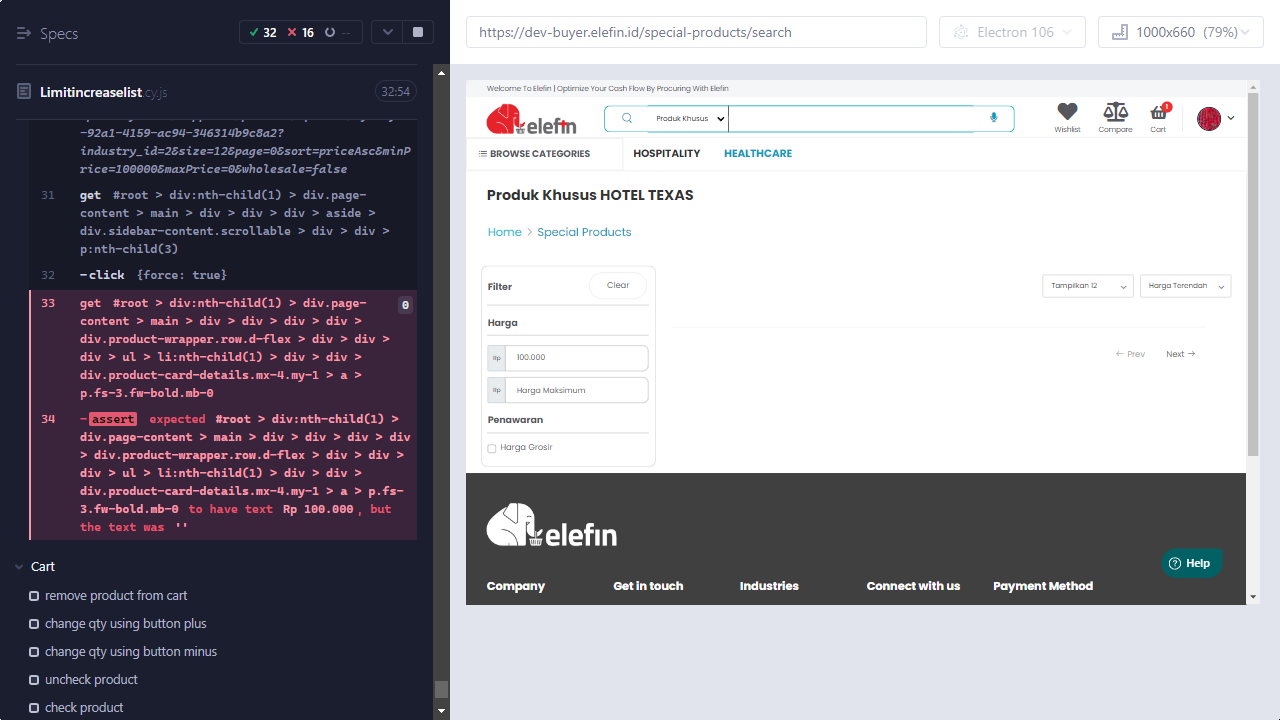 Specs
32
16
--
Limitincreaselist.cy.js
32:54
-92a1-4159-ac94-346314b9c8a2?
industry_id=2&size=12&page=0&sort=priceAsc&minP
rice=100000&maxPrice=0&wholesale=false
31 get #root > div:nth-child(1) > div.page-
content > main > div > div > div > aside >
div.sidebar-content.scrollable > div > div >
p:nth-child(3)
32 -click {force: true}
33 get #root > div:nth-child(1) > div.page- 0
content > main > div > div > div > div >
div.product-wrapper.row.d-flex > div > div >
div > ul > li:nth-child(1) > div > div >
div.product-card-details.mx-4.my-1 > a >
p.fs-3.fw-bold.mb-0
34 -assert expected #root > div:nth-child(1) >
div.page-content > main > div > div > div > div
> div.product-wrapper.row.d-flex > div > div >
div > ul > li:nth-child(1) > div > div >
div.product-card-details.mx-4.my-1 > a > p.fs-
3.fw-bold.mb-0 to have text Rp 100.000, but
the text was ''
Cart
remove product from cart
change qty using button plus
change qty using button minus
uncheck product
check product
https://dev-buyer.elefin.id/special-products/search
Electron 106
1000x660 (79%)
Welcome To Elefin | Optimize Your Cash Flow By Procuring With Elefin
elefin
Produk Khusus
Wishlist
Compare
1
Cart
BROWSE CATEGORIES
HOSPITALITY
HEALTHCARE
Produk Khusus HOTEL TEXAS
Home > Special Products
Filter
Clear
Tampilkan 12
Harga Terendah
Harga
Rp 100.000
Rp Harga Maksimum
Penawaran
Harga Grosir
← Prev
Next →
elefin
Help
Company
Get in touch
Industries
Connect with us
Payment Method